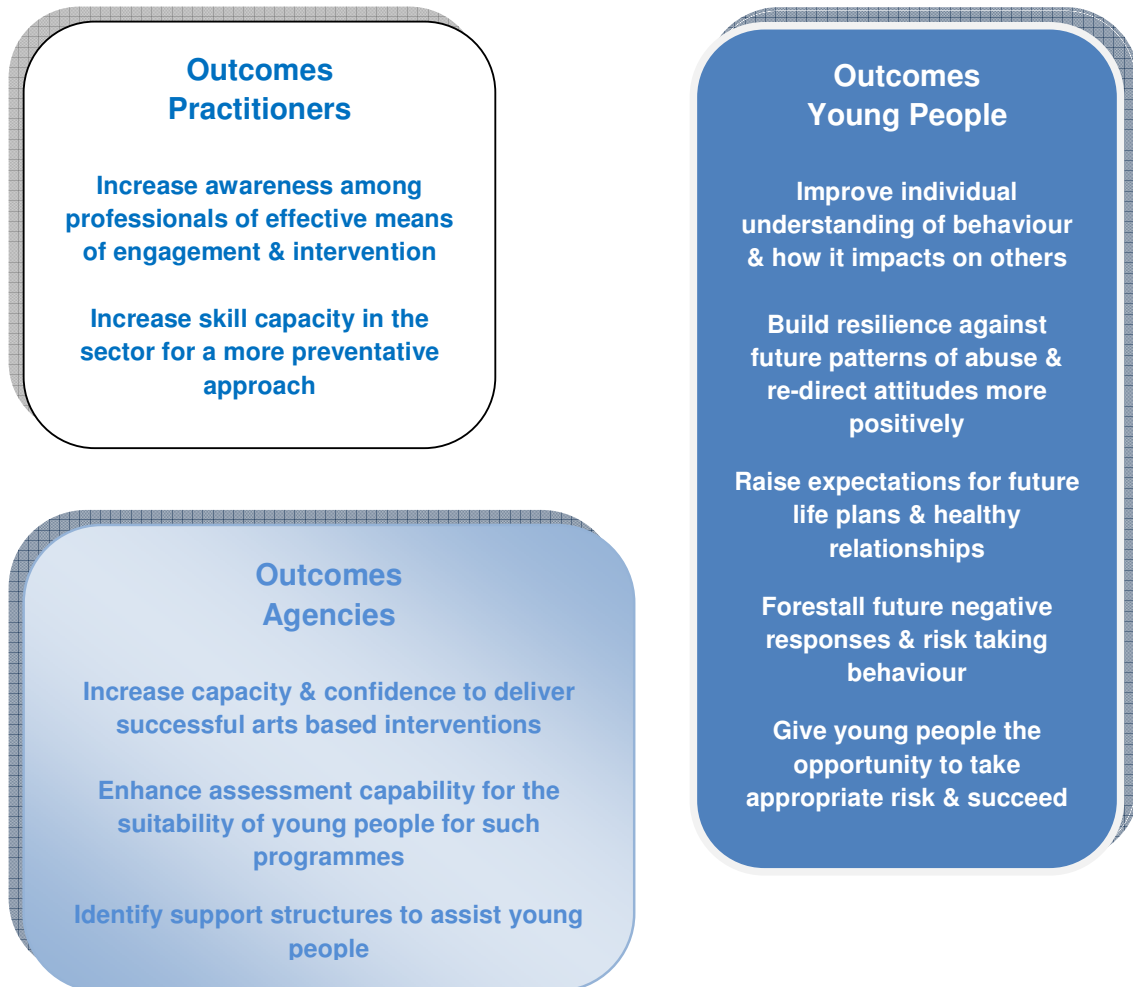 Outcomes
Practitioners
Increase awareness among
professionals of effective means
of engagement & intervention
Increase skill capacity in the
sector for a more preventative
approach
Outcomes
Agencies
Increase capacity & confidence to deliver
successful arts based interventions
Enhance assessment capability for the
suitability of young people for such
programmes
Identify support structures to assist young
people
Outcomes
Young People
Improve individual
understanding of behaviour
& how it impacts on others
Build resilience against
future patterns of abuse &
re-direct attitudes more
positively
Raise expectations for future
life plans & healthy
relationships
Forestall future negative
responses & risk taking
behaviour
Give young people the
opportunity to take
appropriate risk & succeed